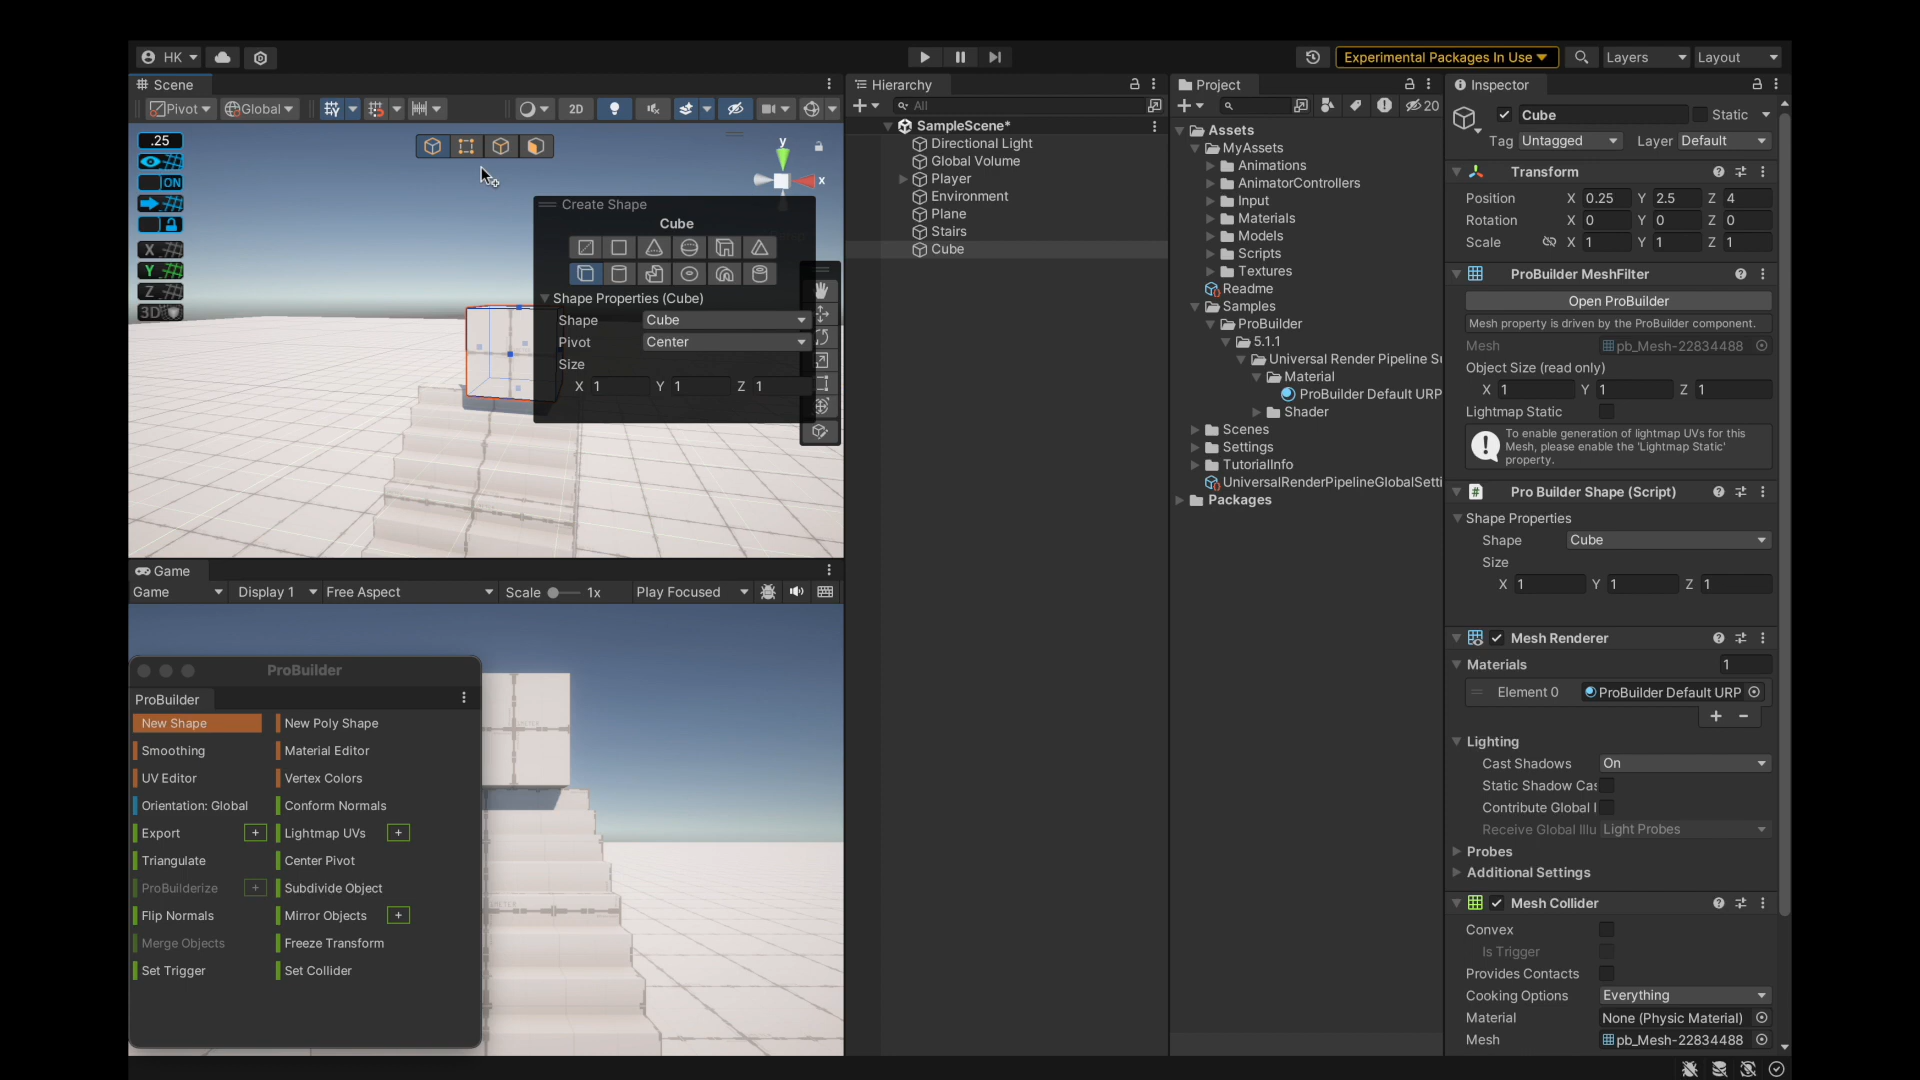 HK
Experimental Packages In Use
Layers
Layout
Scene
Pivot
Global
2D
.25
ON
X
Y
Z
3D
y
x
Create Shape
Cube
Shape Properties (Cube)
Shape
Cube
Pivot
Center
Size
X 1 Y 1 Z 1
Game
Game
Display 1
Free Aspect
Scale
1x
Play Focused
ProBuilder
ProBuilder
New Shape
New Poly Shape
Smoothing
Material Editor
UV Editor
Vertex Colors
Orientation: Global
Conform Normals
Export +
Lightmap UVs +
Triangulate
Center Pivot
ProBuilderize +
Subdivide Object
Flip Normals
Mirror Objects +
Merge Objects
Freeze Transform
Set Trigger
Set Collider
Hierarchy
All
SampleScene*
Directional Light
Global Volume
Player
Environment
Plane
Stairs
Cube
Project
20
Assets
MyAssets
Animations
AnimatorControllers
Input
Materials
Models
Scripts
Textures
Readme
Samples
ProBuilder
5.1.1
Universal Render Pipeline Su
Material
ProBuilder Default URP
Shader
Scenes
Settings
TutorialInfo
UniversalRenderPipelineGlobalSetti
Packages
Inspector
Cube
Static
Tag Untagged
Layer Default
Transform
Position X 0.25 Y 2.5 Z 4
Rotation X 0 Y 0 Z 0
Scale X 1 Y 1 Z 1
ProBuilder MeshFilter
Open ProBuilder
Mesh property is driven by the ProBuilder component.
Mesh pb_Mesh-22834488
Object Size (read only)
X 1 Y 1 Z 1
Lightmap Static
To enable generation of lightmap UVs for this
Mesh, please enable the 'Lightmap Static'
property.
Pro Builder Shape (Script)
Shape Properties
Shape Cube
Size
X 1 Y 1 Z 1
Mesh Renderer
Materials 1
Element 0 ProBuilder Default URP
Lighting
Cast Shadows On
Static Shadow Cas
Contribute Global I
Receive Global Illu Light Probes
Probes
Additional Settings
Mesh Collider
Convex
Is Trigger
Provides Contacts
Cooking Options Everything
Material None (Physic Material)
Mesh pb_Mesh-22834488